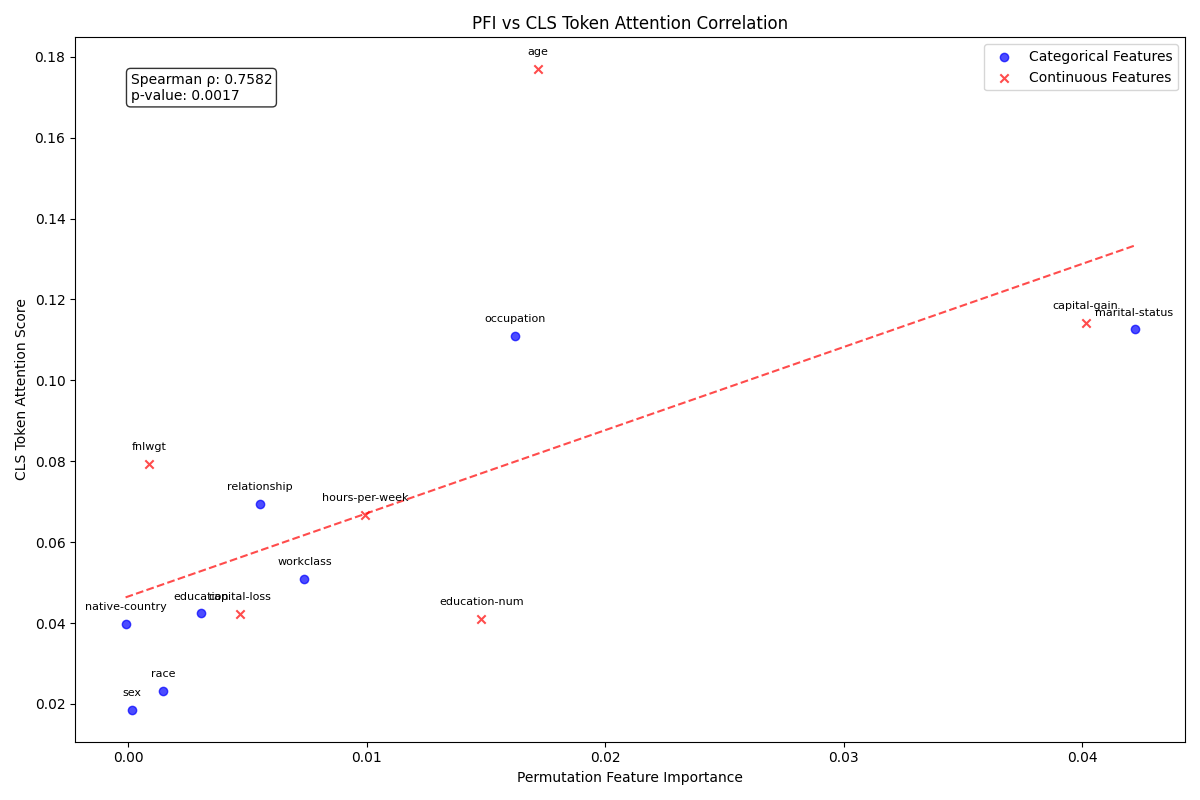 PFI vs CLS Token Attention Correlation
Spearman ρ: 0.7582
p-value: 0.0017
Categorical Features
Continuous Features
CLS Token Attention Score
0.18
0.16
0.14
0.12
0.10
0.08
0.06
0.04
0.02
age
occupation
capital-gain
marital-status
fnlwgt
relationship
hours-per-week
workclass
education
capital-loss
education-num
native-country
race
sex
0.00
0.01
0.02
0.03
0.04
Permutation Feature Importance